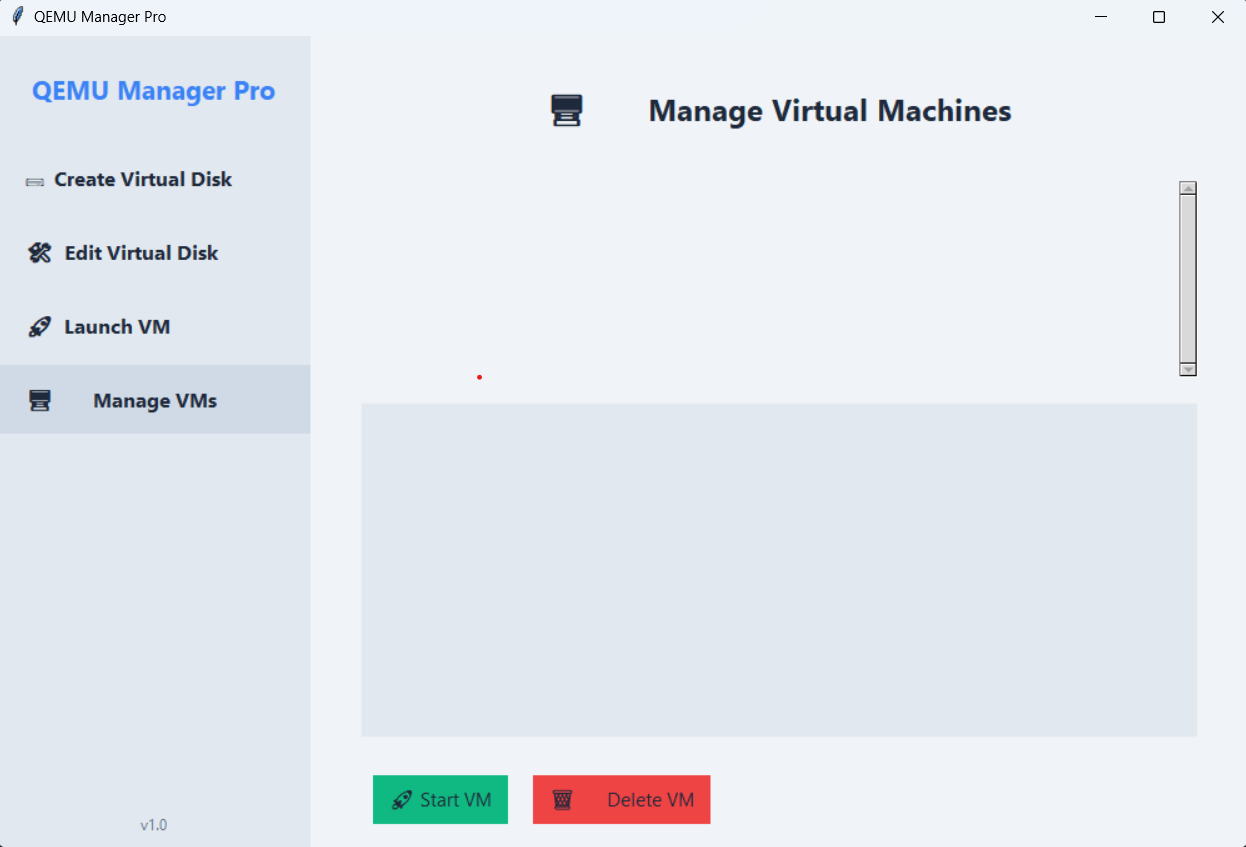 QEMU Manager Pro
QEMU Manager Pro
Create Virtual Disk
Edit Virtual Disk
Launch VM
Manage VMs
v1.0
Manage Virtual Machines
Start VM
Delete VM